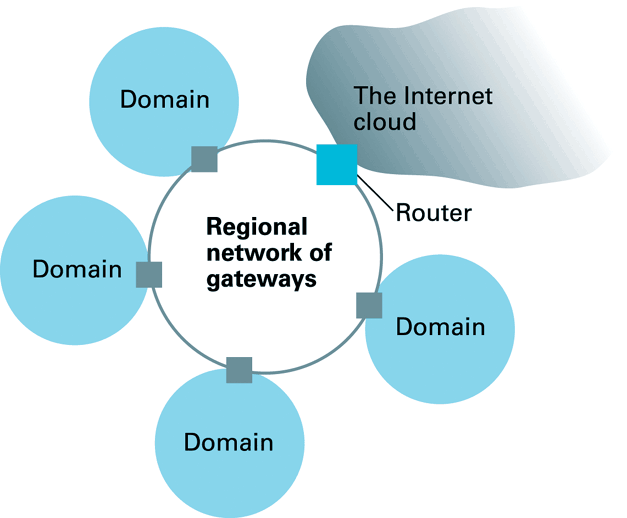 Domain
The Internet
cloud
Router
Regional
network of
gateways
Domain
Domain
Domain